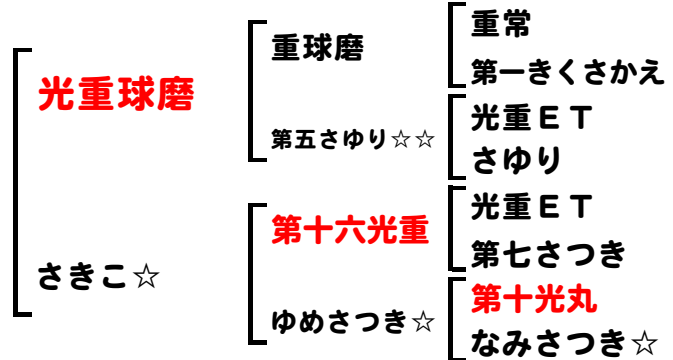 光重球磨
さきこ☆
重球磨
第五さゆり☆☆
第十六光重
ゆめさつき☆
重常
第一きくさかえ
光重ＥＴ
さゆり
光重ＥＴ
第七さつき
第十光丸
なみさつき☆